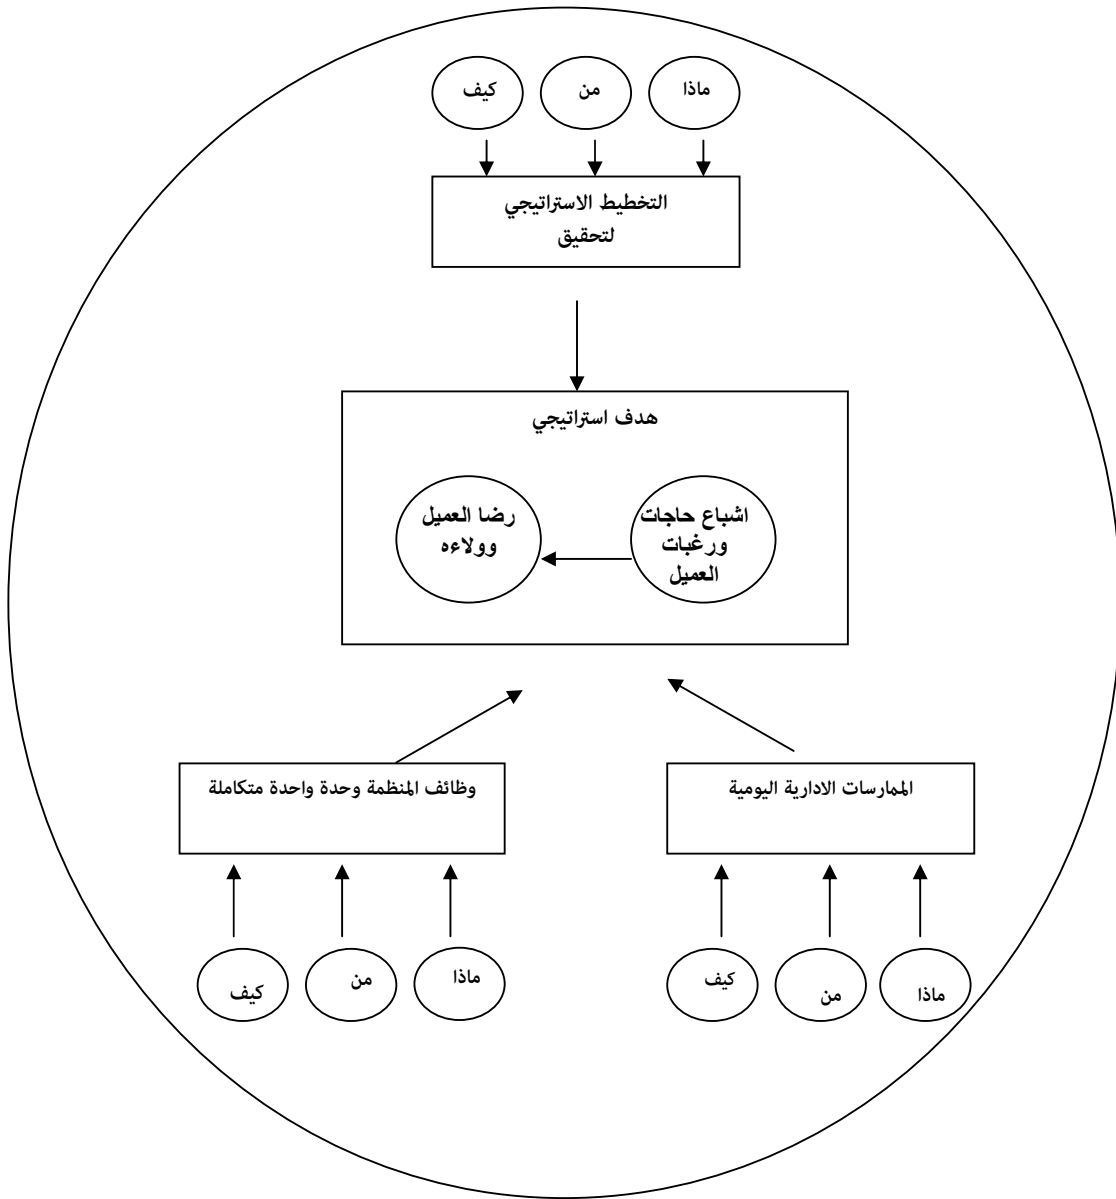 ماذا
من
كيف
التخطيط الاستراتيجي
لتحقيق
هدف استراتيجي
اشباع حاجات
ورغبات
العميل
رضا العميل
وولاءه
الممارسات الادارية اليومية
وظائف المنظمة وحدة واحدة متكاملة
ماذا
من
كيف
ماذا
من
كيف